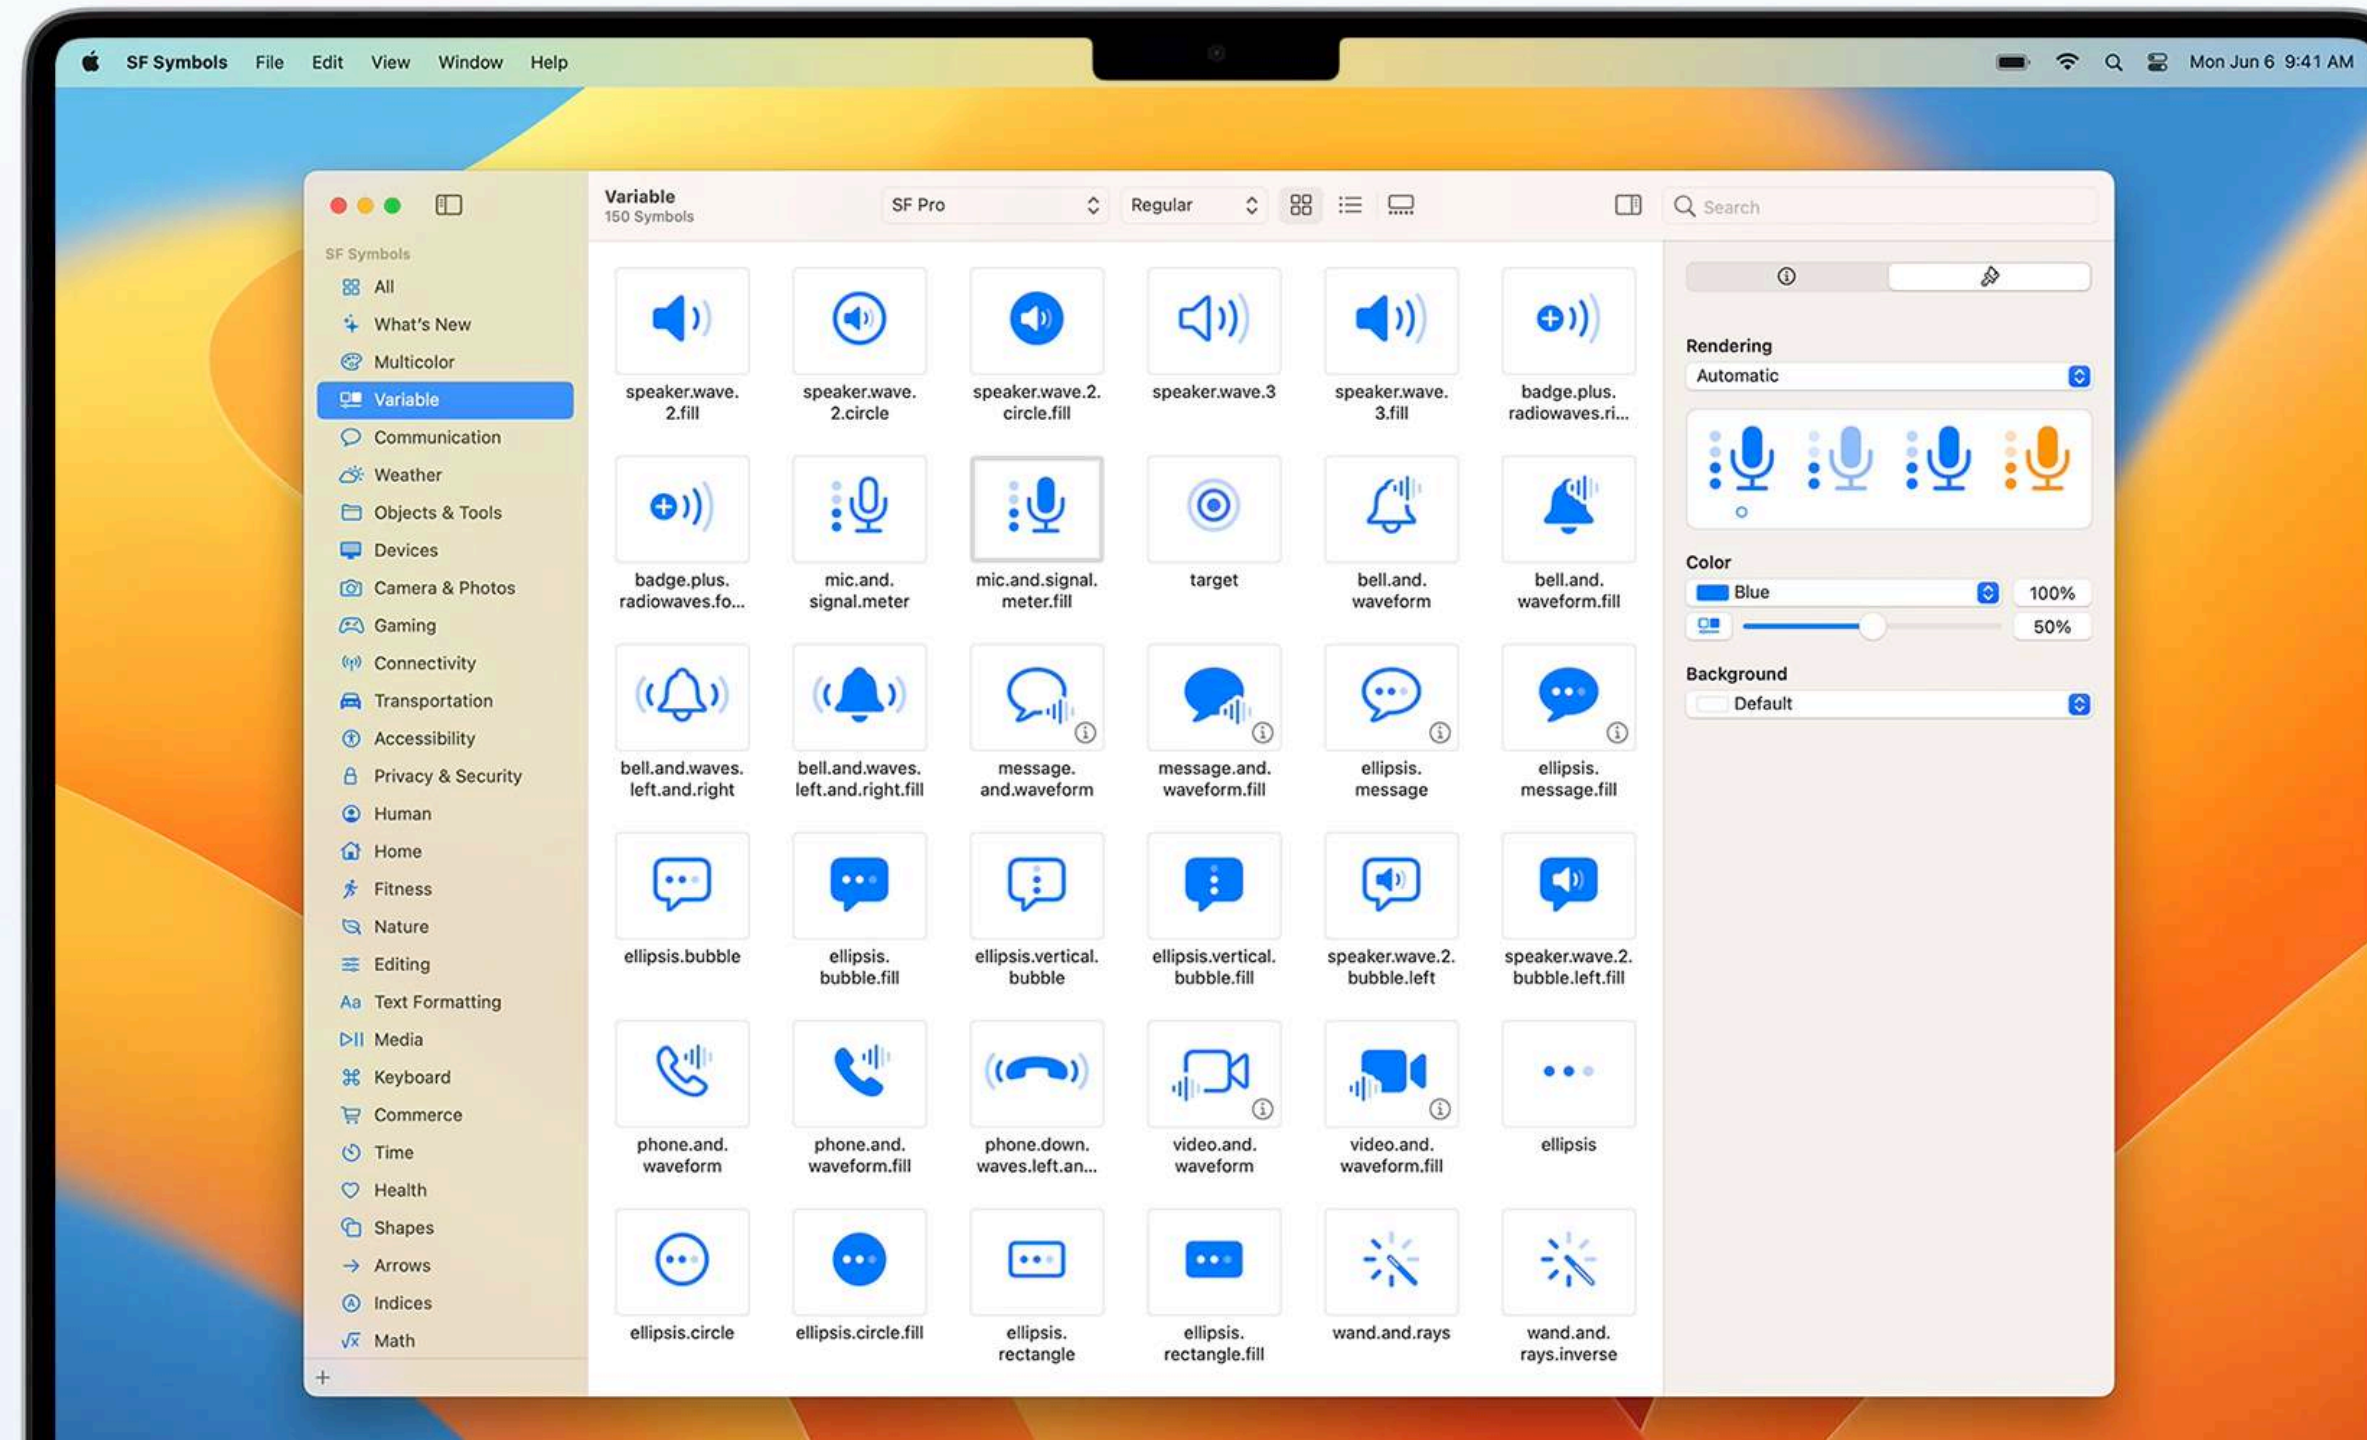 SF Symbols File Edit View Window Help
Mon Jun 6 9:41 AM
Variable
150 Symbols
SF Pro
Regular
Search
SF Symbols
All
What's New
Multicolor
Variable
Communication
Weather
Objects & Tools
Devices
Camera & Photos
Gaming
Connectivity
Transportation
Accessibility
Privacy & Security
Human
Home
Fitness
Nature
Editing
Aa Text Formatting
Media
Keyboard
Commerce
Time
Health
Shapes
Arrows
Indices
Math
speaker.wave.
2.fill
speaker.wave.
2.circle
speaker.wave.2.
circle.fill
speaker.wave.3
speaker.wave.
3.fill
badge.plus.
radiowaves.ri...
badge.plus.
radiowaves.fo...
mic.and.
signal.meter
mic.and.signal.
meter.fill
target
bell.and.
waveform
bell.and.
waveform.fill
bell.and.waves.
left.and.right
bell.and.waves.
left.and.right.fill
message.
and.waveform
message.and.
waveform.fill
ellipsis.
message
ellipsis.
message.fill
ellipsis.bubble
ellipsis.
bubble.fill
ellipsis.vertical.
bubble
ellipsis.vertical.
bubble.fill
speaker.wave.2.
bubble.left
speaker.wave.2.
bubble.left.fill
phone.and.
waveform
phone.and.
waveform.fill
phone.down.
waves.left.an...
video.and.
waveform
video.and.
waveform.fill
ellipsis
ellipsis.circle
ellipsis.circle.fill
ellipsis.
rectangle
ellipsis.
rectangle.fill
wand.and.rays
wand.and.
rays.inverse
Rendering
Automatic
Color
Blue
100%
50%
Background
Default